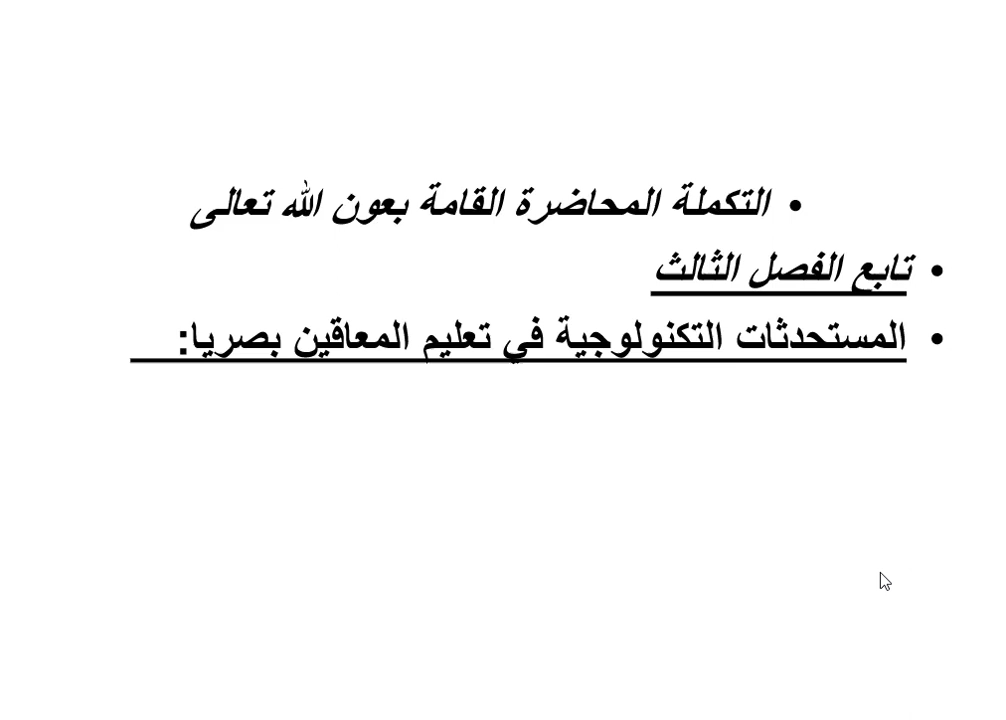 • التكملة المحاضرة القامة بعون الله تعالى
• تابع الفصل الثالث
• المستحدثات التكنولوجية في تعليم المعاقين بصريا: